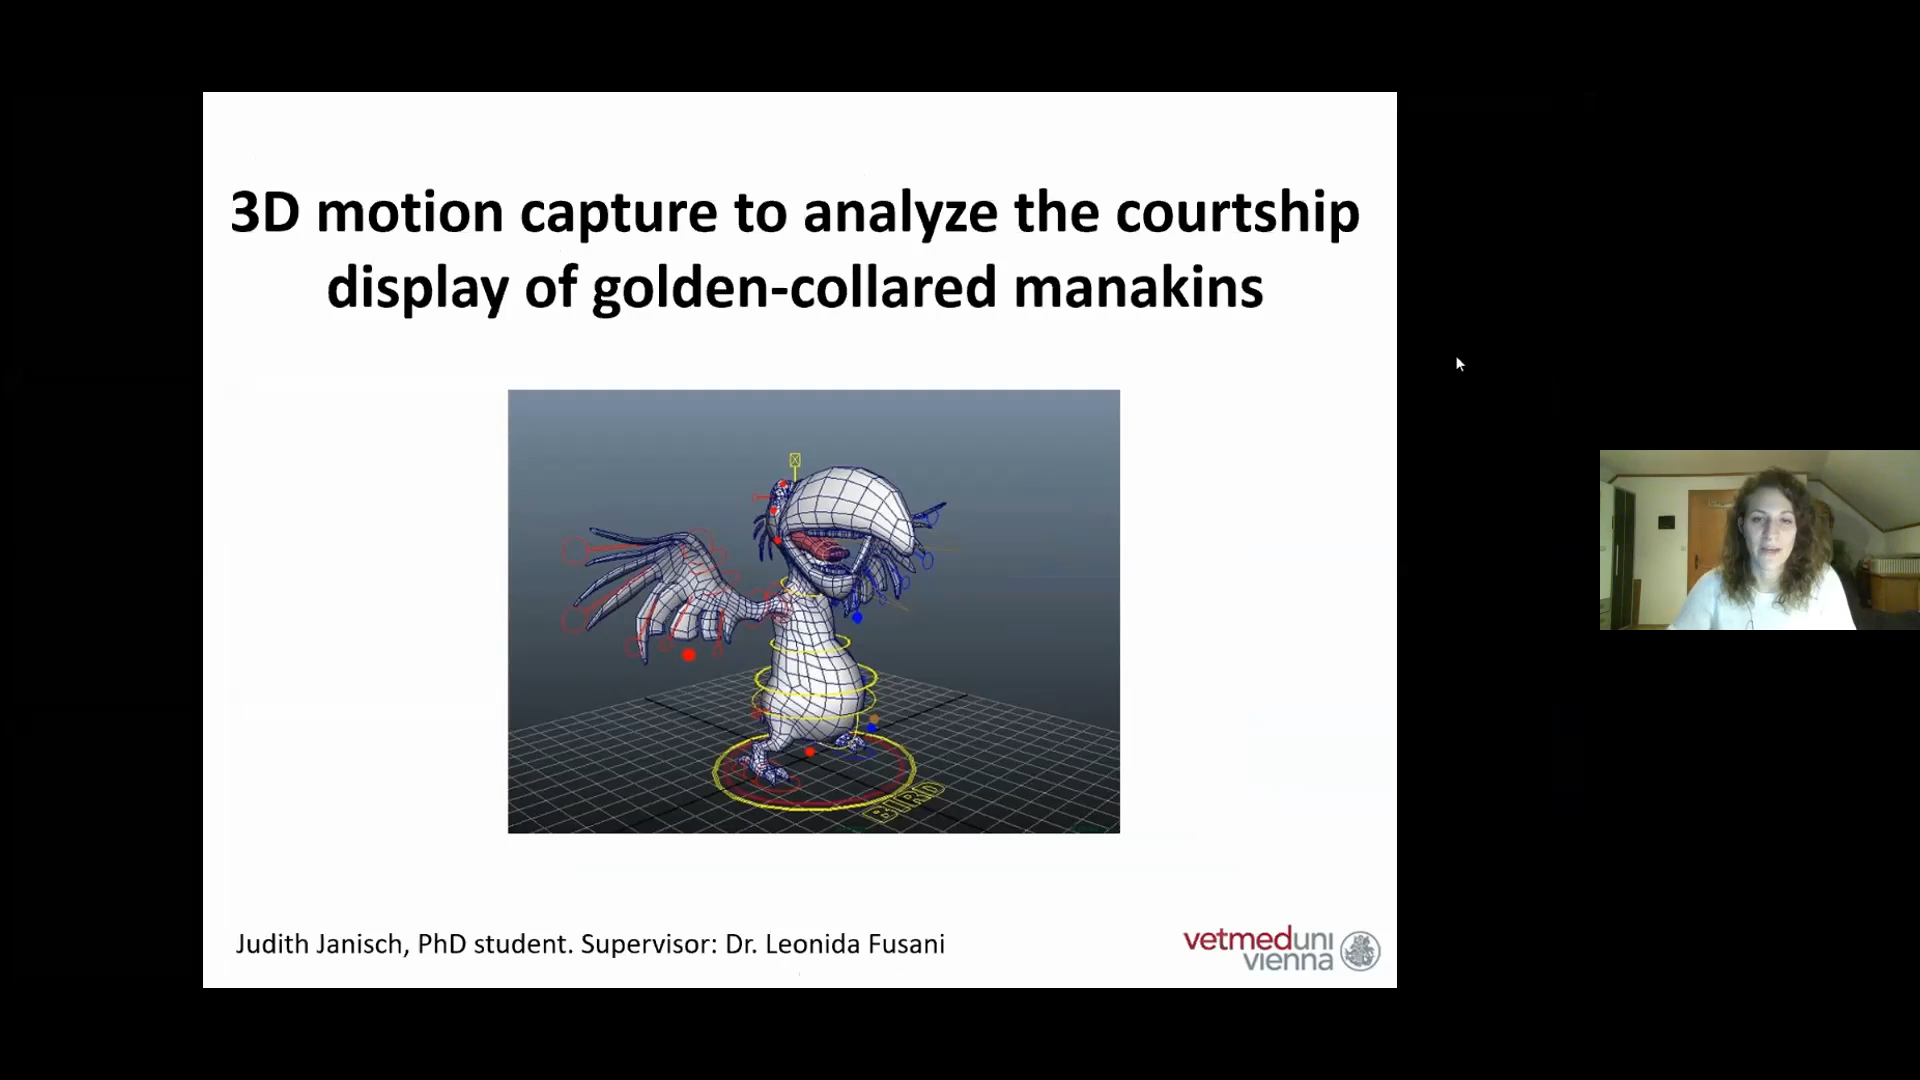 3D motion capture to analyze the courtship
display of golden-collared manakins
BIRD
Judith Janisch, PhD student. Supervisor: Dr. Leonida Fusani
vetmeduni
vienna